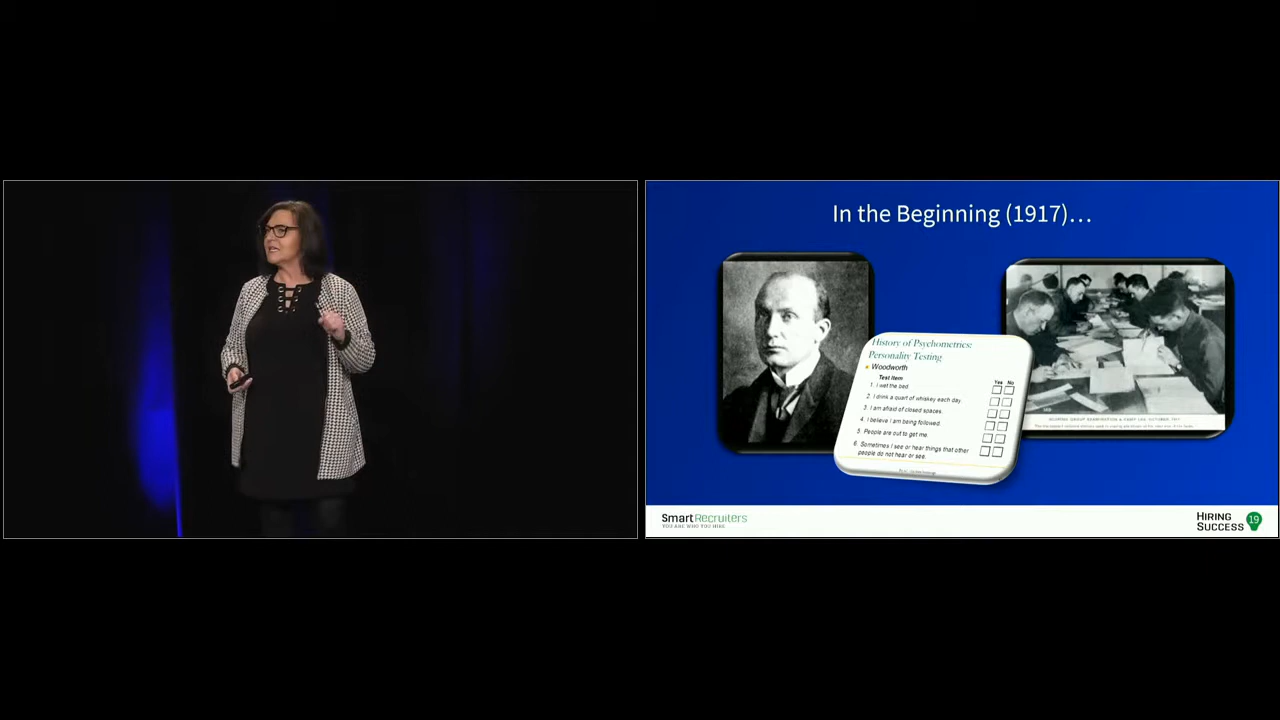 In the Beginning (1917)…
History of Psychometrics:
Personality Testing
Woodworth
Test Item
Yes No
1. I wet the bed.
2. I drink a quart of whiskey each day.
3. I am afraid of closed spaces.
4. I believe I am being followed.
5. People are out to get me.
6. Sometimes I see or hear things that other
people do not hear or see.
SmartRecruiters
YOU ARE WHO YOU HIRE
HIRING
SUCCESS
19